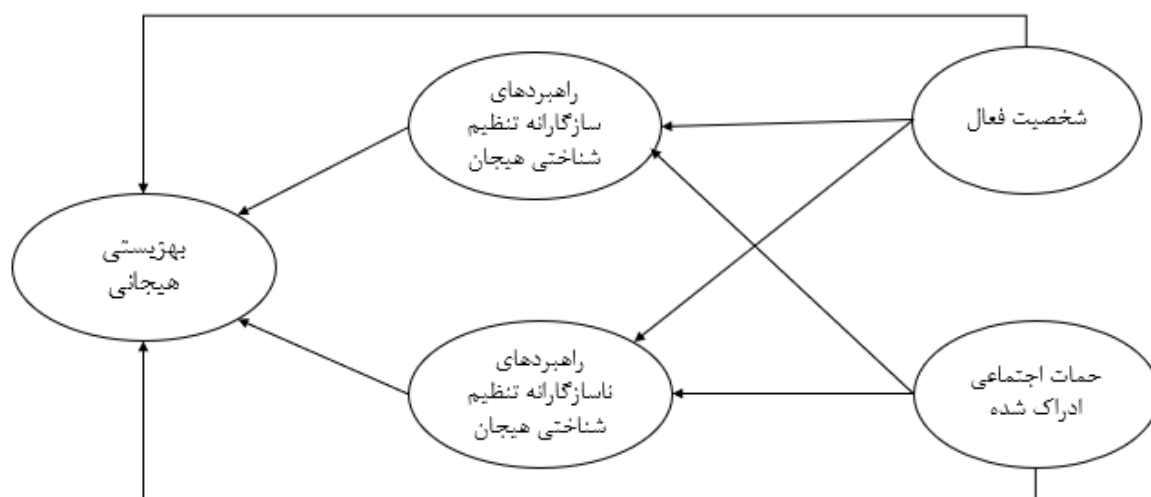 شخصیت فعال
راهبردهای
سازگارانه تنظیم
شناختی هیجان
بهزیستی
هیجانی
راهبردهای
ناسازگارانه تنظیم
شناختی هیجان
حمات اجتماعی
ادراک شده